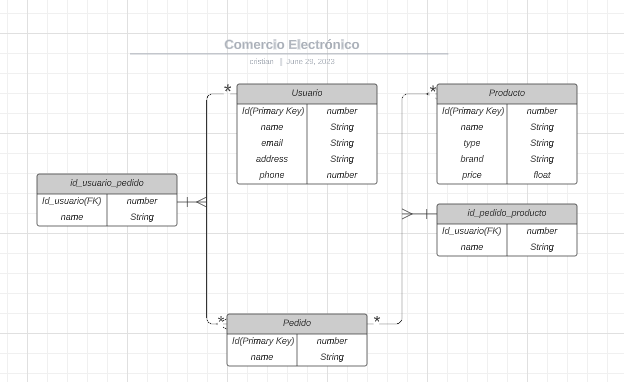 Comercio Electrónico
cristian | June 29, 2023
*
Usuario
Id(Primary Key) number
name String
email String
address String
phone number
*
Producto
Id(Primary Key) number
name String
type String
brand String
price float
id_usuario_pedido
Id_usuario(FK) number
name String
id_pedido_producto
Id_usuario(FK) number
name String
*
Pedido
*
Id(Primary Key) number
name String